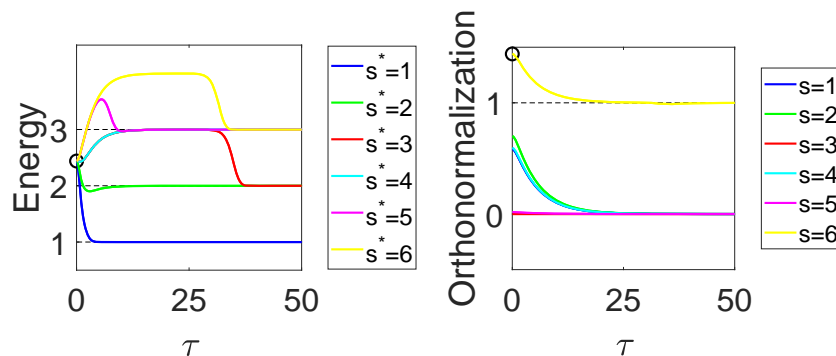 Energy
3
2
1
0
25
50
τ
s*=1
s*=2
s*=3
s*=4
s*=5
s*=6
Orthonormalization
1
0
0
25
50
τ
s=1
s=2
s=3
s=4
s=5
s=6